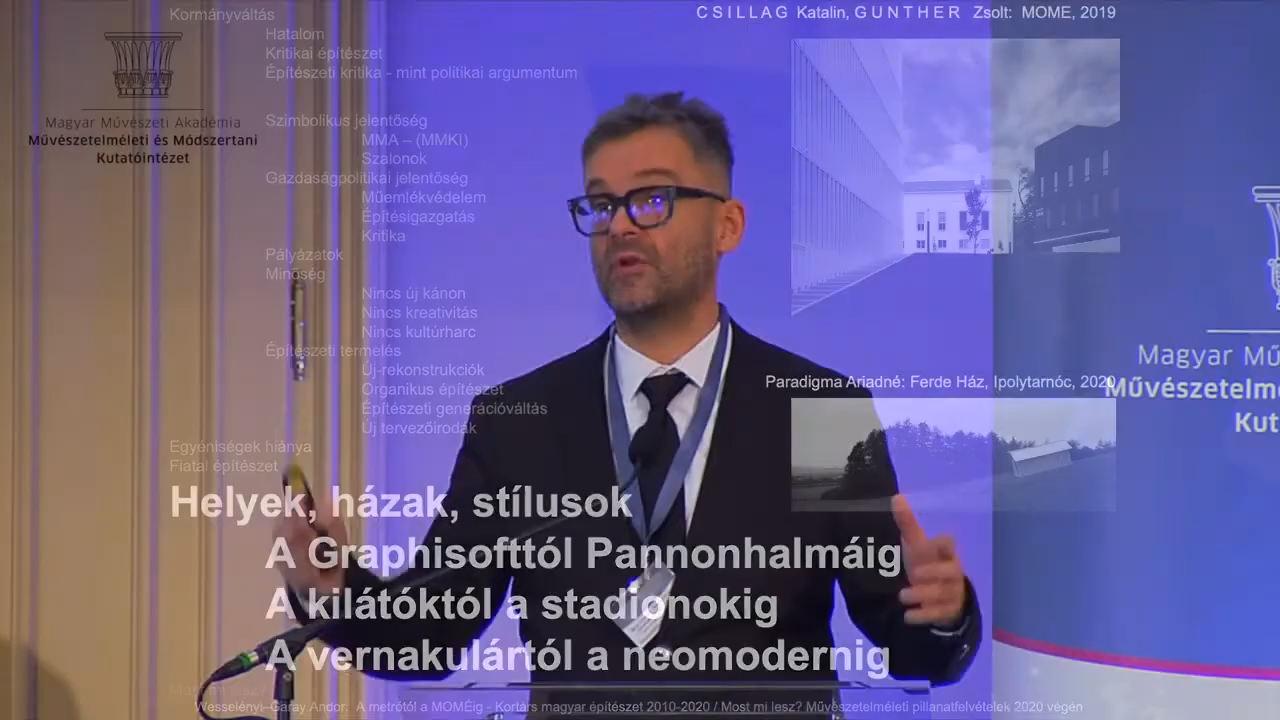 Kormányváltás
Hatalom
Kritikai építészet
Építészeti kritika - mint politikai argumentum
Szimbolikus jelentőség
MMA – (MMKI)
Szalonok
Gazdaságpolitikai jelentőség
Műemlékvédelem
Építésigazgatás
Kritika
Pályázatok
Minőség
Nincs új kánon
Nincs kreativitás
Nincs kultúrharc
Építészeti termelés
Új-rekonstrukciók
Organikus építészet
Építészeti generációváltás
Új tervezőirodák
Egyéniségek hiánya
Fiatal építészet
Helyek, házak, stílusok
A Graphisofttól Pannonhalmáig
A kilátóktól a stadionokig
A vernakulártól a neomodernig
Wesselényi–Garay Andor: A metrótól a MOMÉig - Kortárs magyar építészet 2010-2020 / Most mi lesz? Művészetelméleti pillanatfelvételek 2020 végén
Magyar Művészeti Akadémia
Művészetelméleti és Módszertani
Kutatóintézet
CSILLAG Katalin, GUNTHER Zsolt: MOME, 2019
Paradigma Ariadné: Ferde Ház, Ipolytarnóc, 2020
Magyar Mű
Művészetelm
Kut